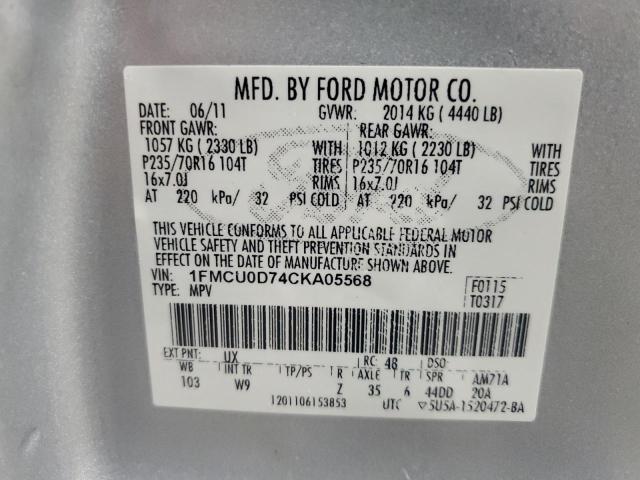 MFD. BY FORD MOTOR CO.
DATE: 06/11 GVWR: 2014 KG ( 4440 LB)
FRONT GAWR: REAR GAWR:
1057 KG ( 2330 LB) WITH 1012 KG ( 2230 LB) WITH
P235/70R16 104T TIRES P235/70R16 104T TIRES
16x7.0J RIMS 16x7.0J RIMS
AT 220 kPa/ 32 PSI COLD AT 220 kPa/ 32 PSI COLD
THIS VEHICLE CONFORMS TO ALL APPLICABLE FEDERAL MOTOR
VEHICLE SAFETY AND THEFT PREVENTION STANDARDS IN
EFFECT ON THE DATE OF MANUFACTURE SHOWN ABOVE.
VIN: 1FMCU0D74CKA05568 F0115
TYPE: MPV T0317
EXT PNT: UX RC: 48 DSO:
WB INT TR TP/PS R AXLE TR SPR AM71A
103 W9 Z 35 6 44DD 20A
1201106153853 UTC ▽5U5A-1520472-BA